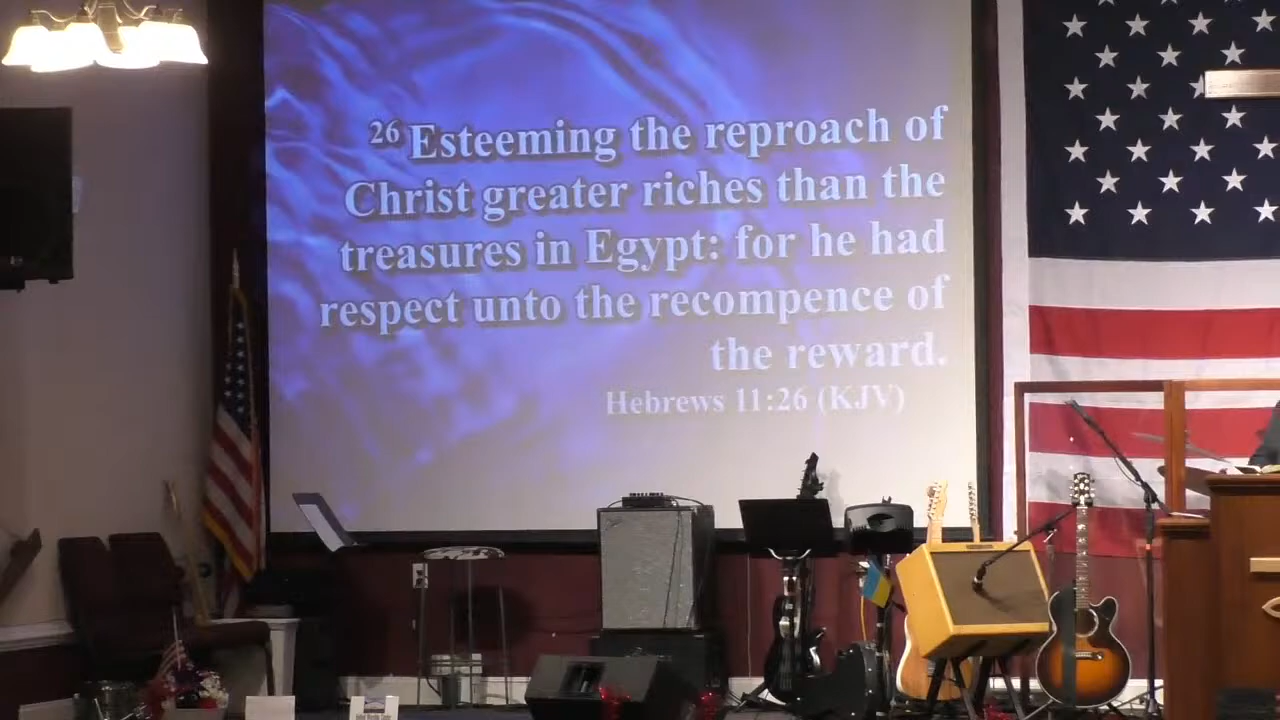 26 Esteeming the reproach of
Christ greater riches than the
treasures in Egypt: for he had
respect unto the recompence of
the reward.
Hebrews 11:26 (KJV)